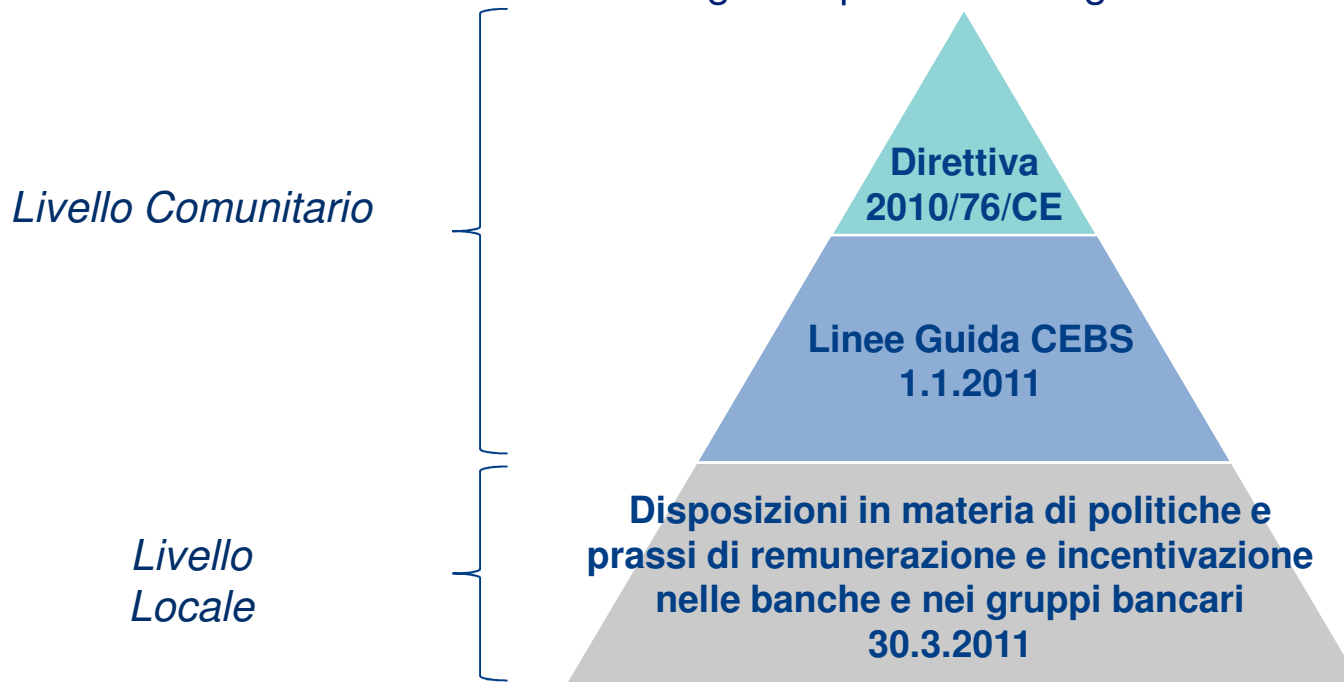 Livello Comunitario
Direttiva
2010/76/CE
Linee Guida CEBS
1.1.2011
Livello
Locale
Disposizioni in materia di politiche e
prassi di remunerazione e incentivazione
nelle banche e nei gruppi bancari
30.3.2011